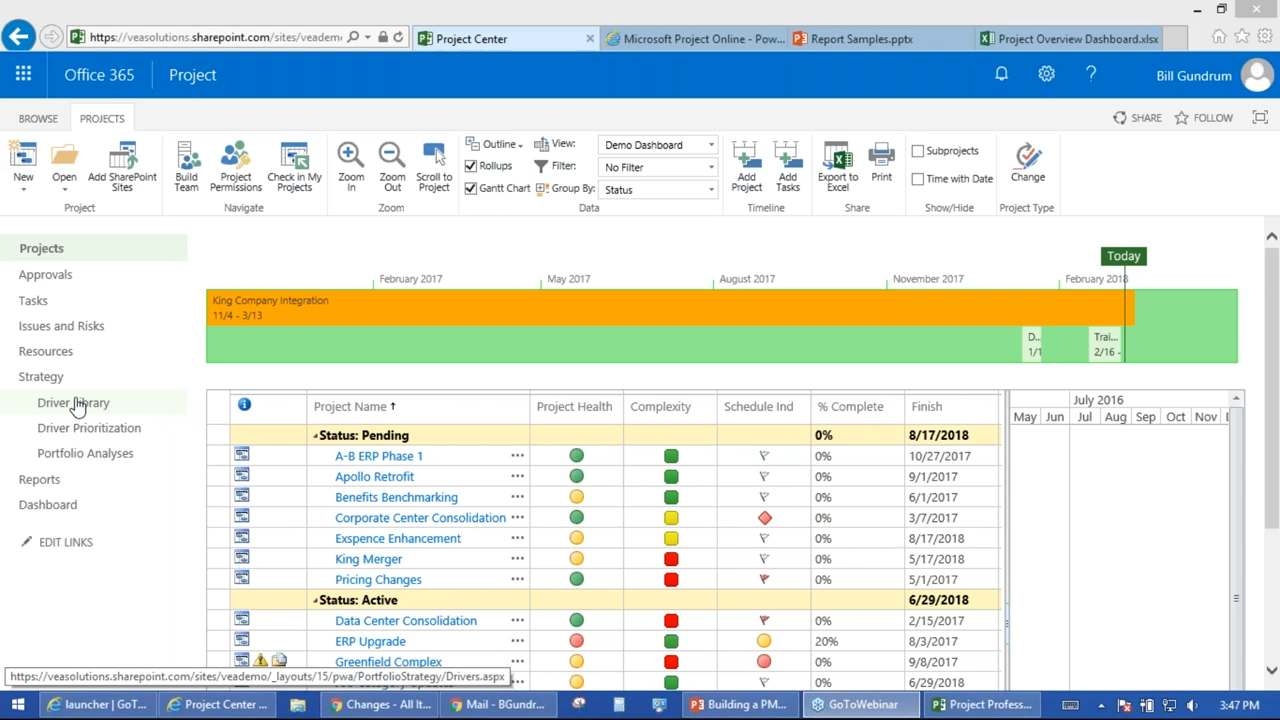 https://veasolutions.sharepoint.com/sites/veadem
Project Center
Microsoft Project Online - Pow...
Report Samples.pptx
Project Overview Dashboard.xlsx
Office 365
Project
Bill Gundrum
BROWSE
PROJECTS
SHARE
FOLLOW
New
Open
Add SharePoint Sites
Build Team
Project Permissions
Check in My Projects
Zoom In
Zoom Out
Scroll to Project
Outline
Rollups
Gantt Chart
View:
Demo Dashboard
Filter:
No Filter
Group By:
Status
Add Project
Add Tasks
Export to Excel
Print
Subprojects
Time with Date
Change
Project
Navigate
Zoom
Data
Timeline
Share
Show/Hide
Project Type
Projects
Approvals
Tasks
Issues and Risks
Resources
Strategy
Driver Library
Driver Prioritization
Portfolio Analyses
Reports
Dashboard
EDIT LINKS
Today
February 2017
May 2017
August 2017
November 2017
February 2018
King Company Integration
11/4 - 3/13
D...
1/1
Trai...
2/16 -
Project Name
Project Health
Complexity
Schedule Ind
% Complete
Finish
July 2016
May Jun Jul Aug Sep Oct Nov
Status: Pending 0% 8/17/2018
A-B ERP Phase 1 ... 0% 10/27/2017
Apollo Retrofit ... 0% 9/1/2017
Benefits Benchmarking ... 0% 6/1/2017
Corporate Center Consolidation ... 0% 3/7/2017
Exspence Enhancement ... 0% 8/17/2018
King Merger ... 0% 5/17/2018
Pricing Changes ... 0% 5/1/2017
Status: Active 6/29/2018
Data Center Consolidation ... 0% 2/15/2017
ERP Upgrade ... 20% 8/3/2017
Greenfield Complex ... 0% 9/8/2017
6/29/2018
https://veasolutions.sharepoint.com/sites/veademo/_layouts/15/pwa/PortfolioStrategy/Drivers.aspx
launcher | GoT...
Project Center ...
Changes - All It...
Mail - BGundr...
Building a PM...
GoToWebinar
Project Profess...
3:47 PM